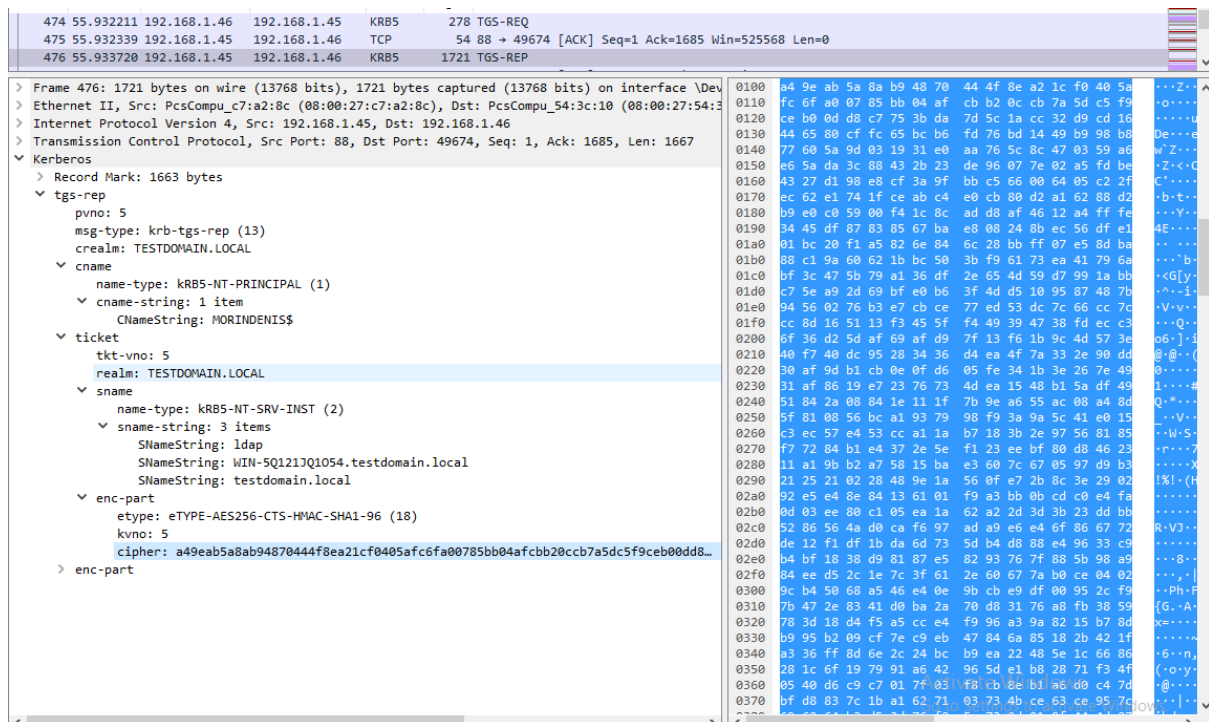 474 55.932211 192.168.1.46 192.168.1.45 KRB5 278 TGS-REQ
475 55.932339 192.168.1.45 192.168.1.46 TCP 54 88 → 49674 [ACK] Seq=1 Ack=1685 Win=525568 Len=0
476 55.933720 192.168.1.45 192.168.1.46 KRB5 1721 TGS-REP
Frame 476: 1721 bytes on wire (13768 bits), 1721 bytes captured (13768 bits) on interface \Dev
Ethernet II, Src: PcsCompu_c7:a2:8c (08:00:27:c7:a2:8c), Dst: PcsCompu_54:3c:10 (08:00:27:54:3
Internet Protocol Version 4, Src: 192.168.1.45, Dst: 192.168.1.46
Transmission Control Protocol, Src Port: 88, Dst Port: 49674, Seq: 1, Ack: 1685, Len: 1667
Kerberos
Record Mark: 1663 bytes
tgs-rep
pvno: 5
msg-type: krb-tgs-rep (13)
crealm: TESTDOMAIN.LOCAL
cname
name-type: kRB5-NT-PRINCIPAL (1)
cname-string: 1 item
CNameString: MORINDENIS$
ticket
tkt-vno: 5
realm: TESTDOMAIN.LOCAL
sname
name-type: kRB5-NT-SRV-INST (2)
sname-string: 3 items
SNameString: ldap
SNameString: WIN-5Q121JQ1O54.testdomain.local
SNameString: testdomain.local
enc-part
etype: eTYPE-AES256-CTS-HMAC-SHA1-96 (18)
kvno: 5
cipher: a49eab5a8ab94870444f8ea21cf0405afc6fa00785bb04afcbb20ccb7a5dc5f9ceb00dd8…
enc-part
0100 a4 9e ab 5a 8a b9 48 70 44 4f 8e a2 1c f0 40 5a
0110 fc 6f a0 07 85 bb 04 af cb b2 0c cb 7a 5d c5 f9
0120 ce b0 0d d8 c7 75 3b da 7d 5c 1a cc 32 d9 cd 16
0130 44 65 80 cf fc 65 bc b6 fd 76 bd 14 49 b9 98 b8
0140 77 60 5a 9d 03 19 31 e0 aa 76 5c 8c 47 03 59 a6
0150 e6 5a da 3c 88 43 2b 23 de 96 07 7e 02 a5 fd be
0160 43 27 d1 98 e8 cf 3a 9f bb c5 66 00 64 05 c2 2f
0170 ec 62 e1 74 1f ce ab c4 e0 cb 80 d2 a1 62 88 d2
0180 b9 e0 c0 59 00 f4 1c 8c ad d8 af 46 12 a4 ff fe
0190 34 45 df 87 83 85 67 ba e8 08 24 8b ec 56 df e1
01a0 01 bc 20 f1 a5 82 6e 84 6c 28 bb ff 07 e5 8d ba
01b0 88 c1 9a 60 62 1b bc 50 3b f9 61 73 ea 41 79 6a
01c0 bf 3c 47 5b 79 a1 36 df 2e 65 4d 59 d7 99 1a bb
01d0 c7 5e a9 2d 69 bf e0 b6 3f 4d d5 10 95 87 48 7b
01e0 94 56 02 76 b3 e7 cb ce 77 ed 53 dc 7c 66 cc 7c
01f0 cc 8d 16 51 13 f3 45 5f f4 49 39 47 38 fd ec c3
0200 6f 36 d2 5d af 69 af d9 7f 13 f6 1b 9c 4d 57 3e
0210 40 f7 40 dc 95 28 34 36 d4 ea 4f 7a 33 2e 90 dd
0220 30 af 9d b1 cb 0e 0f d6 05 fe 34 1b 3e 26 7e 49
0230 31 af 86 19 e7 23 76 73 4d ea 15 48 b1 5a df 49
0240 51 84 2a 08 84 1e 11 1f 7b 9e a6 55 ac 08 a4 8d
0250 5f 81 08 56 bc a1 93 79 98 f9 3a 9a 5c 41 e0 15
0260 c3 ec 57 e4 53 cc a1 1a b7 18 3b 2e 97 56 81 85
0270 f7 72 84 b1 e4 37 2e 5e f1 23 ee bf 80 d8 46 23
0280 11 a1 9b b2 a7 58 15 ba e3 60 7c 67 05 97 d9 b3
0290 21 25 21 02 28 48 9e 1a 56 0f e7 2b 8c 3e 29 02
02a0 92 e5 e4 8e 84 13 61 01 f9 a3 bb 0b cd c0 e4 fa
02b0 0d 03 ee 80 c1 05 ea 1a 62 a2 2d 3d 3b 23 dd bb
02c0 52 86 56 4a d0 ca f6 97 ad a9 e6 e4 6f 86 67 72
02d0 de 12 f1 df 1b da 6d 73 5d b4 d8 88 e4 96 33 c9
02e0 b4 bf 18 38 d9 81 87 e5 82 93 76 7f 88 5b 98 a9
02f0 84 ee d5 2c 1e 7c 3f 61 2e 60 67 7a b0 ce 04 02
0300 9c b4 50 68 a5 46 e4 0e 9b cb e9 df 00 95 2c f9
0310 7b 47 2e 83 41 d0 ba 2a 70 d8 31 76 a8 fb 38 59
0320 78 3d 18 d4 f5 a5 cc e4 f9 96 a3 9a 82 15 b7 8d
0330 b9 95 b2 09 cf 7e c9 eb 47 84 6a 85 18 2b 42 1f
0340 a3 36 ff 8d 6e 2c 24 bc b9 ea 22 48 5e 1c 66 86
0350 28 1c 6f 19 79 91 a6 42 96 5d e1 b8 28 71 f3 4f
0360 05 40 d6 c9 c7 01 7f 03 f8 c0 8e b1 a6 d0 c4 7d
0370 bf d8 83 7c 1b a1 62 71 03 73 4b ce 63 ce 95 7c
Activate Windows